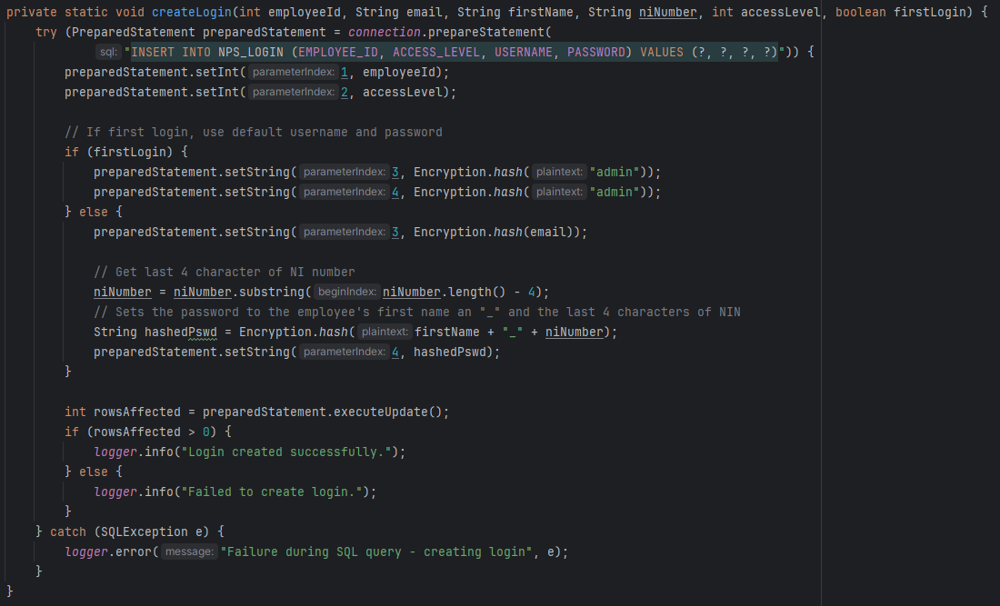 private static void createLogin(int employeeId, String email, String firstName, String niNumber, int accessLevel, boolean firstLogin) {
try (PreparedStatement preparedStatement = connection.prepareStatement(
sql: "INSERT INTO NPS_LOGIN (EMPLOYEE_ID, ACCESS_LEVEL, USERNAME, PASSWORD) VALUES (?, ?, ?, ?)")) {
preparedStatement.setInt( parameterIndex: 1, employeeId);
preparedStatement.setInt( parameterIndex: 2, accessLevel);
// If first login, use default username and password
if (firstLogin) {
preparedStatement.setString( parameterIndex: 3, Encryption.hash( plaintext: "admin"));
preparedStatement.setString( parameterIndex: 4, Encryption.hash( plaintext: "admin"));
} else {
preparedStatement.setString( parameterIndex: 3, Encryption.hash(email));
// Get last 4 character of NI number
niNumber = niNumber.substring( beginIndex: niNumber.length() - 4);
// Sets the password to the employee's first name an "_" and the last 4 characters of NIN
String hashedPswd = Encryption.hash( plaintext: firstName + "_" + niNumber);
preparedStatement.setString( parameterIndex: 4, hashedPswd);
}
int rowsAffected = preparedStatement.executeUpdate();
if (rowsAffected > 0) {
logger.info("Login created successfully.");
} else {
logger.info("Failed to create login.");
}
} catch (SQLException e) {
logger.error( message: "Failure during SQL query - creating login", e);
}
}